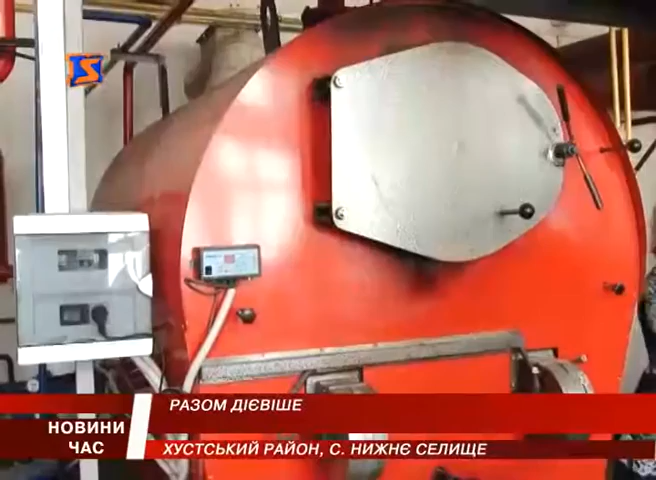 РАЗОМ ДІЄВІШЕ
НОВИНИ
ЧАС
ХУСТСЬКИЙ РАЙОН, С. НИЖНЄ СЕЛИЩЕ